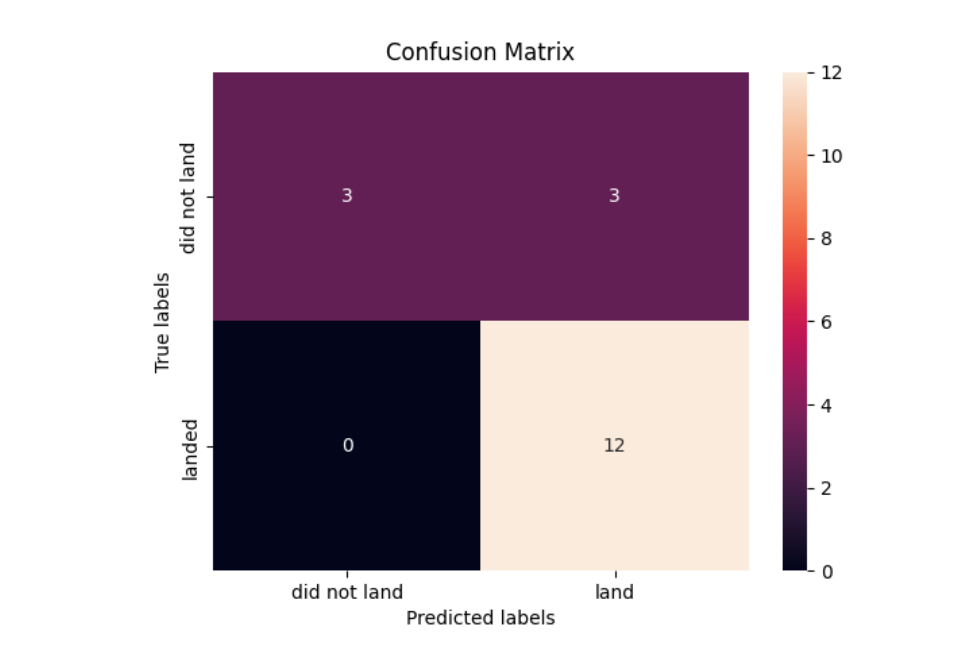 Confusion Matrix
True labels
did not land
landed
3 3
0 12
did not land land
Predicted labels
12
10
8
6
4
2
0